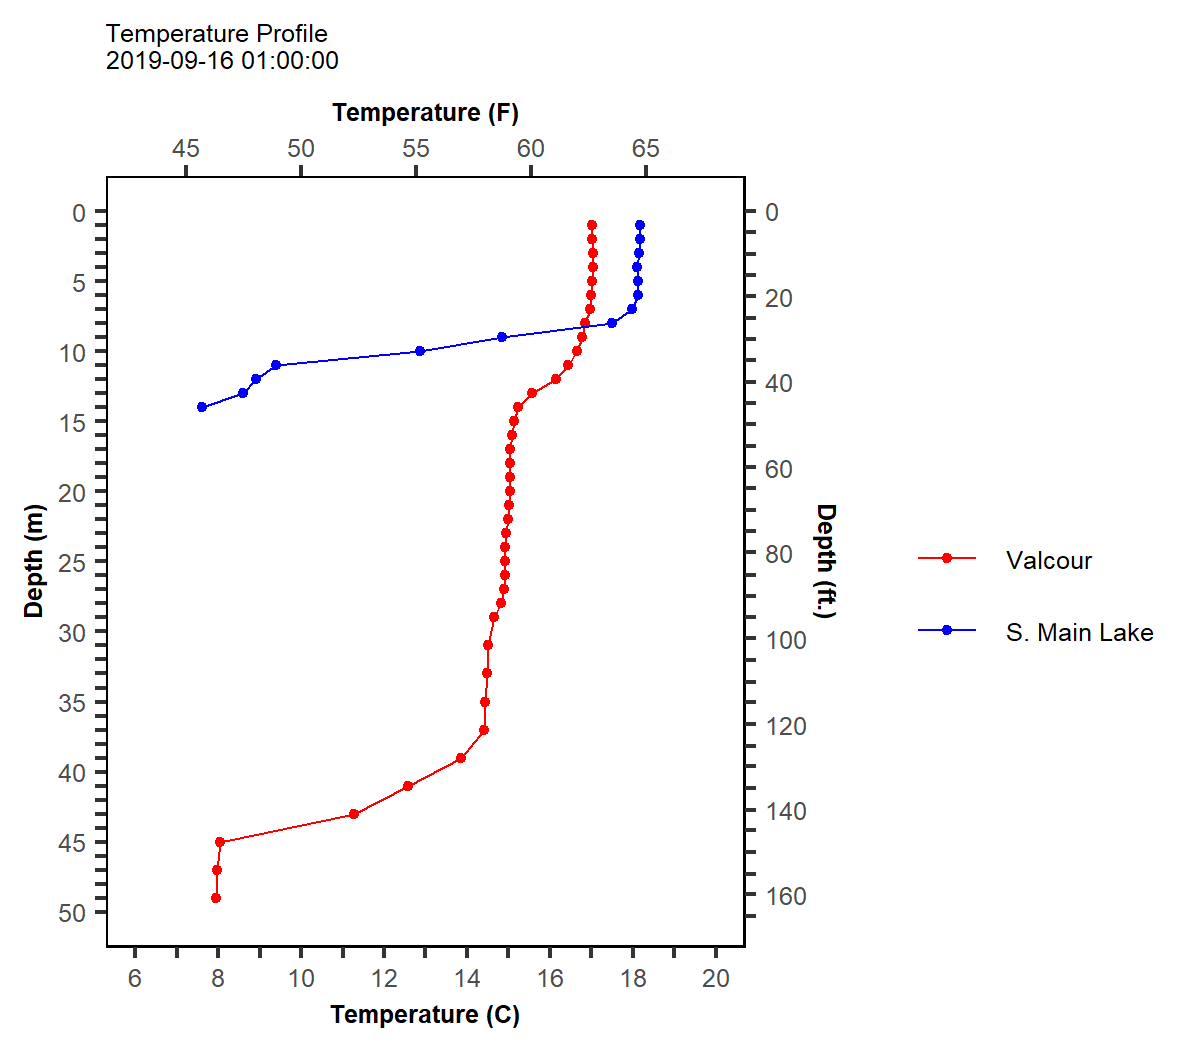 Temperature Profile
2019-09-16 01:00:00
Temperature (F)
45 50 55 60 65
0 0
5
20
10
40
15
60
20
Depth (m)
Depth (ft.)
80
25
Valcour
30
100
S. Main Lake
35
120
40
140
45
160
50
6 8 10 12 14 16 18 20
Temperature (C)